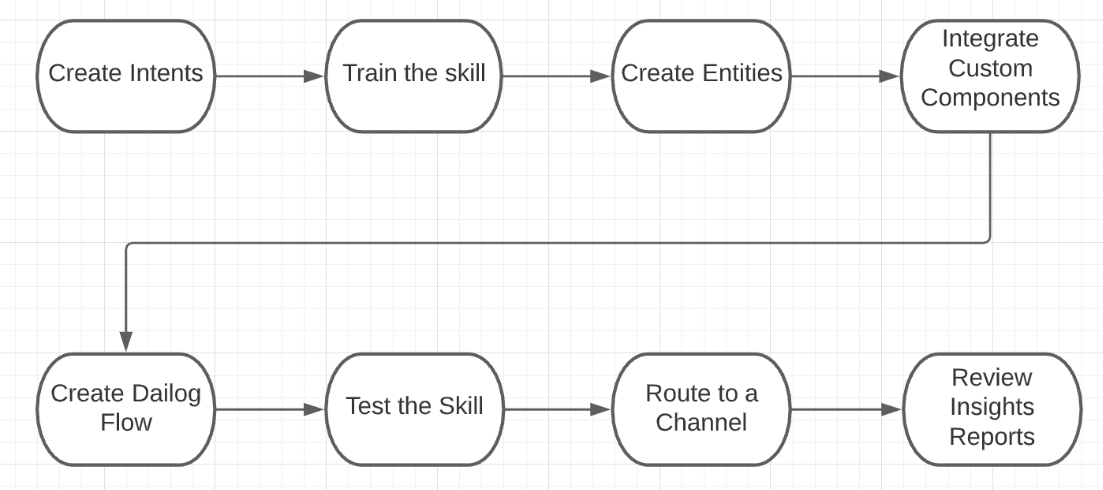 Create Intents
Train the skill
Create Entities
Integrate
Custom
Components
Create Dailog
Flow
Test the Skill
Route to a
Channel
Review
Insights
Reports